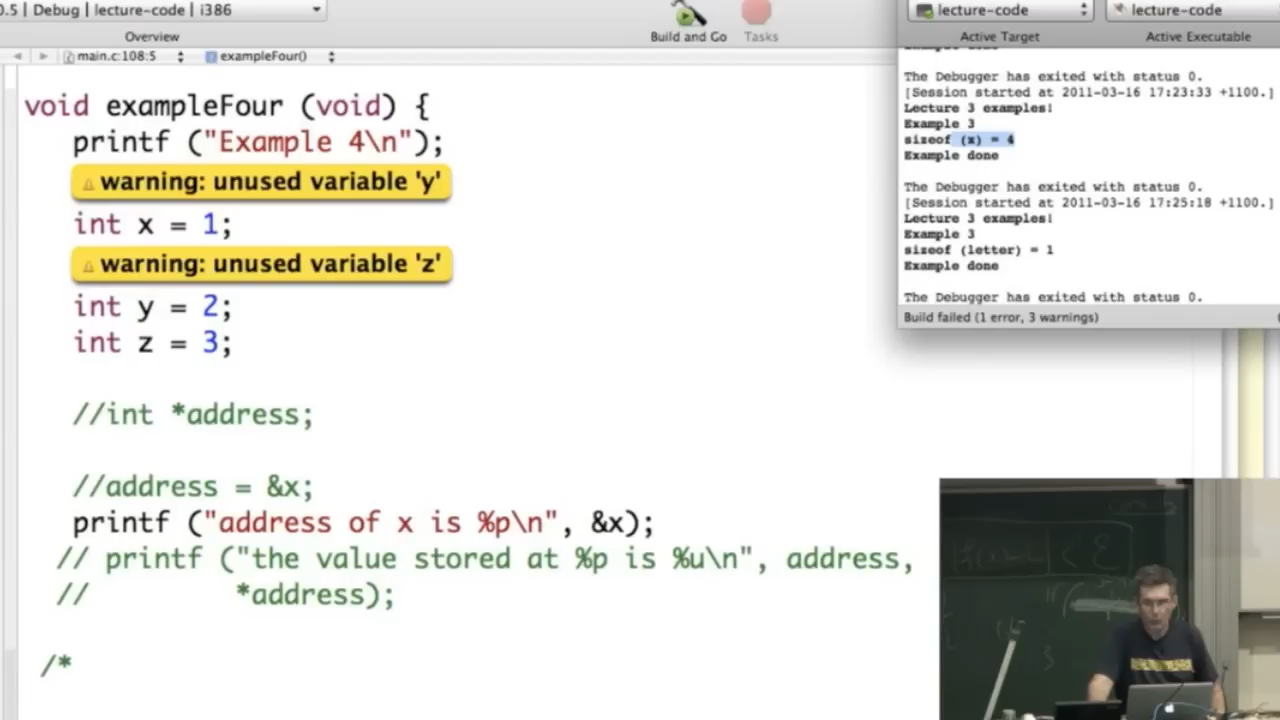 0.5 | Debug | lecture-code | i386
Overview
Build and Go
Tasks
main.c:108:5
exampleFour()
void exampleFour (void) {
printf ("Example 4\n");
warning: unused variable 'y'
int x = 1;
warning: unused variable 'z'
int y = 2;
int z = 3;
//int *address;
//address = &x;
printf ("address of x is %p\n", &x);
// printf ("the value stored at %p is %u\n", address,
// *address);
/*
lecture-code
lecture-code
Active Target
Active Executable
The Debugger has exited with status 0.
[Session started at 2011-03-16 17:23:33 +1100.]
Lecture 3 examples!
Example 3
sizeof (x) = 4
Example done
The Debugger has exited with status 0.
[Session started at 2011-03-16 17:25:18 +1100.]
Lecture 3 examples!
Example 3
sizeof (letter) = 1
Example done
The Debugger has exited with status 0.
Build failed (1 error, 3 warnings)